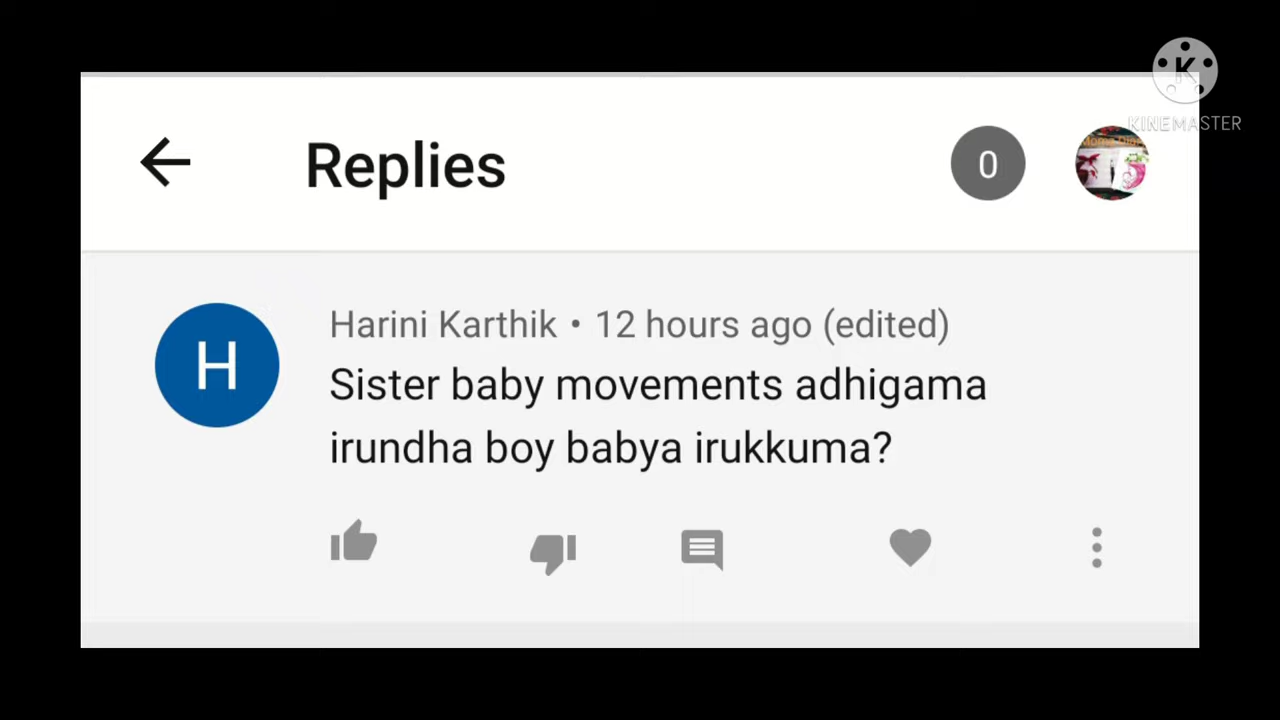 K
KINEMASTER
Replies
0
H
Harini Karthik • 12 hours ago (edited)
Sister baby movements adhigama
irundha boy babya irukkuma?